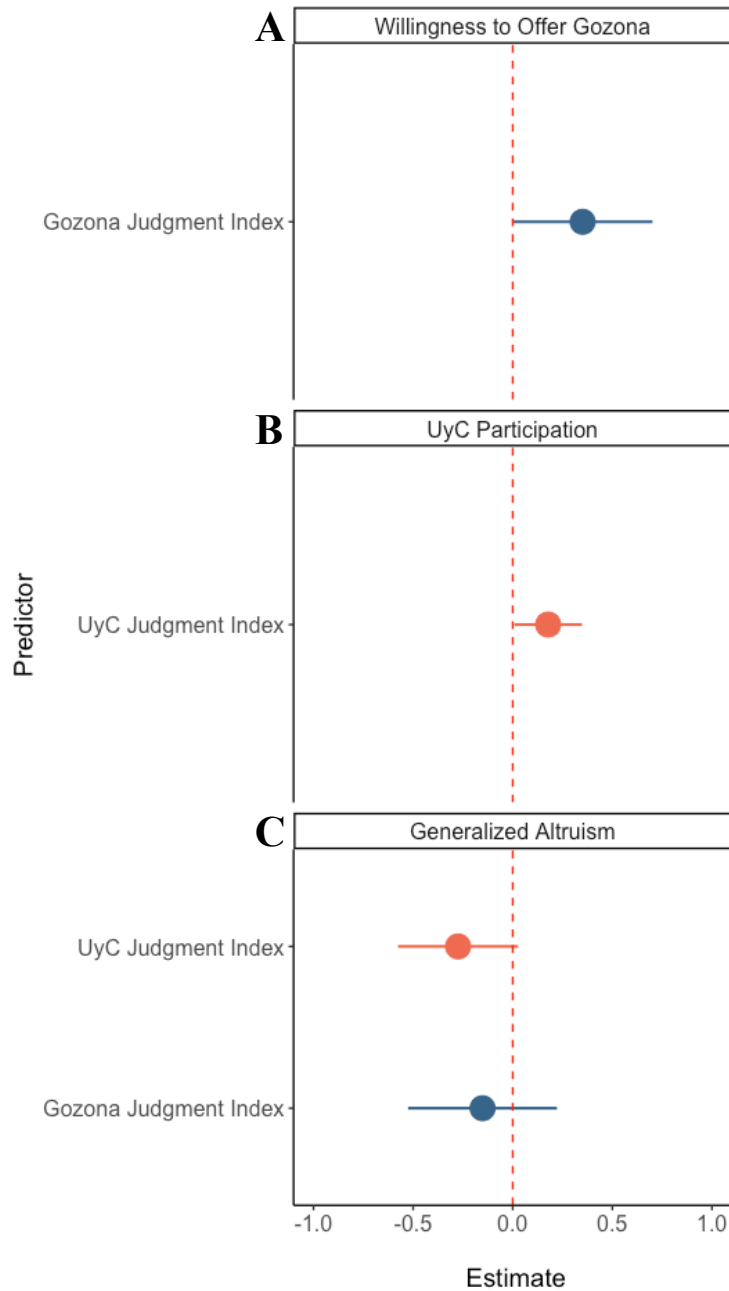 A
Willingness to Offer Gozona
Gozona Judgment Index
B
UyC Participation
UyC Judgment Index
Predictor
C
Generalized Altruism
UyC Judgment Index
Gozona Judgment Index
-1.0 -0.5 0.0 0.5 1.0
Estimate